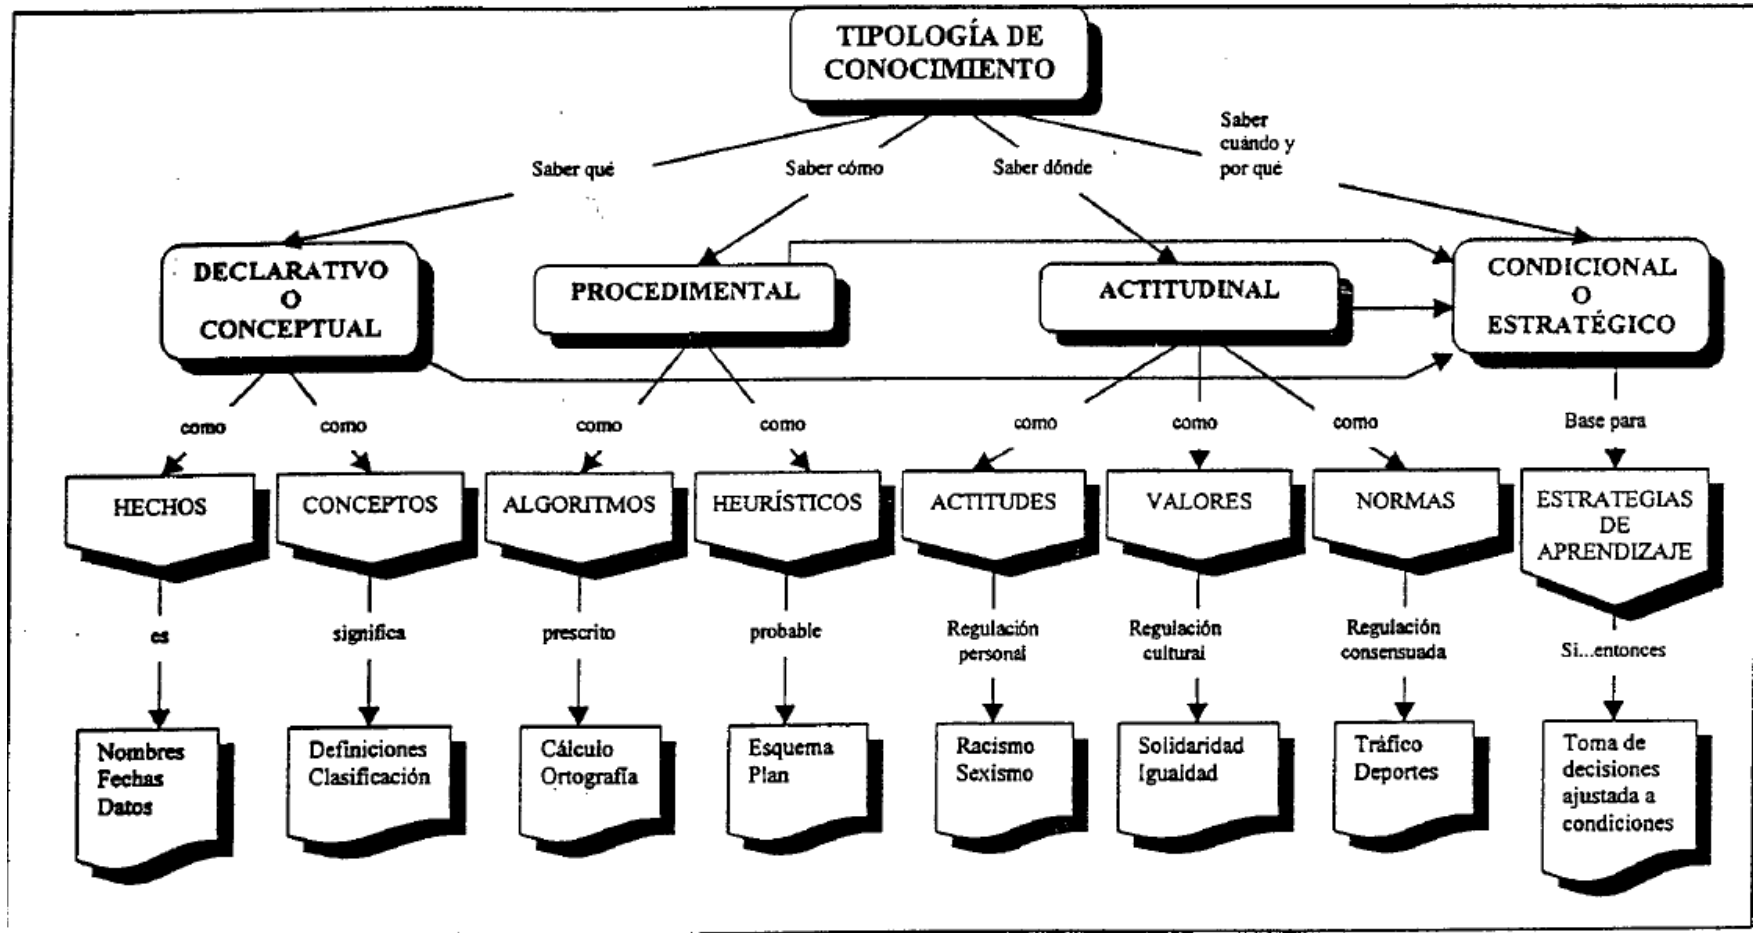 TIPOLOGÍA DE
CONOCIMIENTO
Saber qué
Saber cómo
Saber dónde
Saber
cuándo y
por qué
DECLARATIVO
O
CONCEPTUAL
PROCEDIMENTAL
ACTITUDINAL
CONDICIONAL
O
ESTRATÉGICO
como
como
como
como
como
como
como
Base para
HECHOS
CONCEPTOS
ALGORITMOS
HEURÍSTICOS
ACTITUDES
VALORES
NORMAS
ESTRATEGIAS
DE
APRENDIZAJE
es
significa
prescrito
probable
Regulación
personal
Regulación
cultural
Regulación
consensuada
Si...entonces
Nombres
Fechas
Datos
Definiciones
Clasificación
Cálculo
Ortografía
Esquema
Plan
Racismo
Sexismo
Solidaridad
Igualdad
Tráfico
Deportes
Toma de
decisiones
ajustada a
condiciones